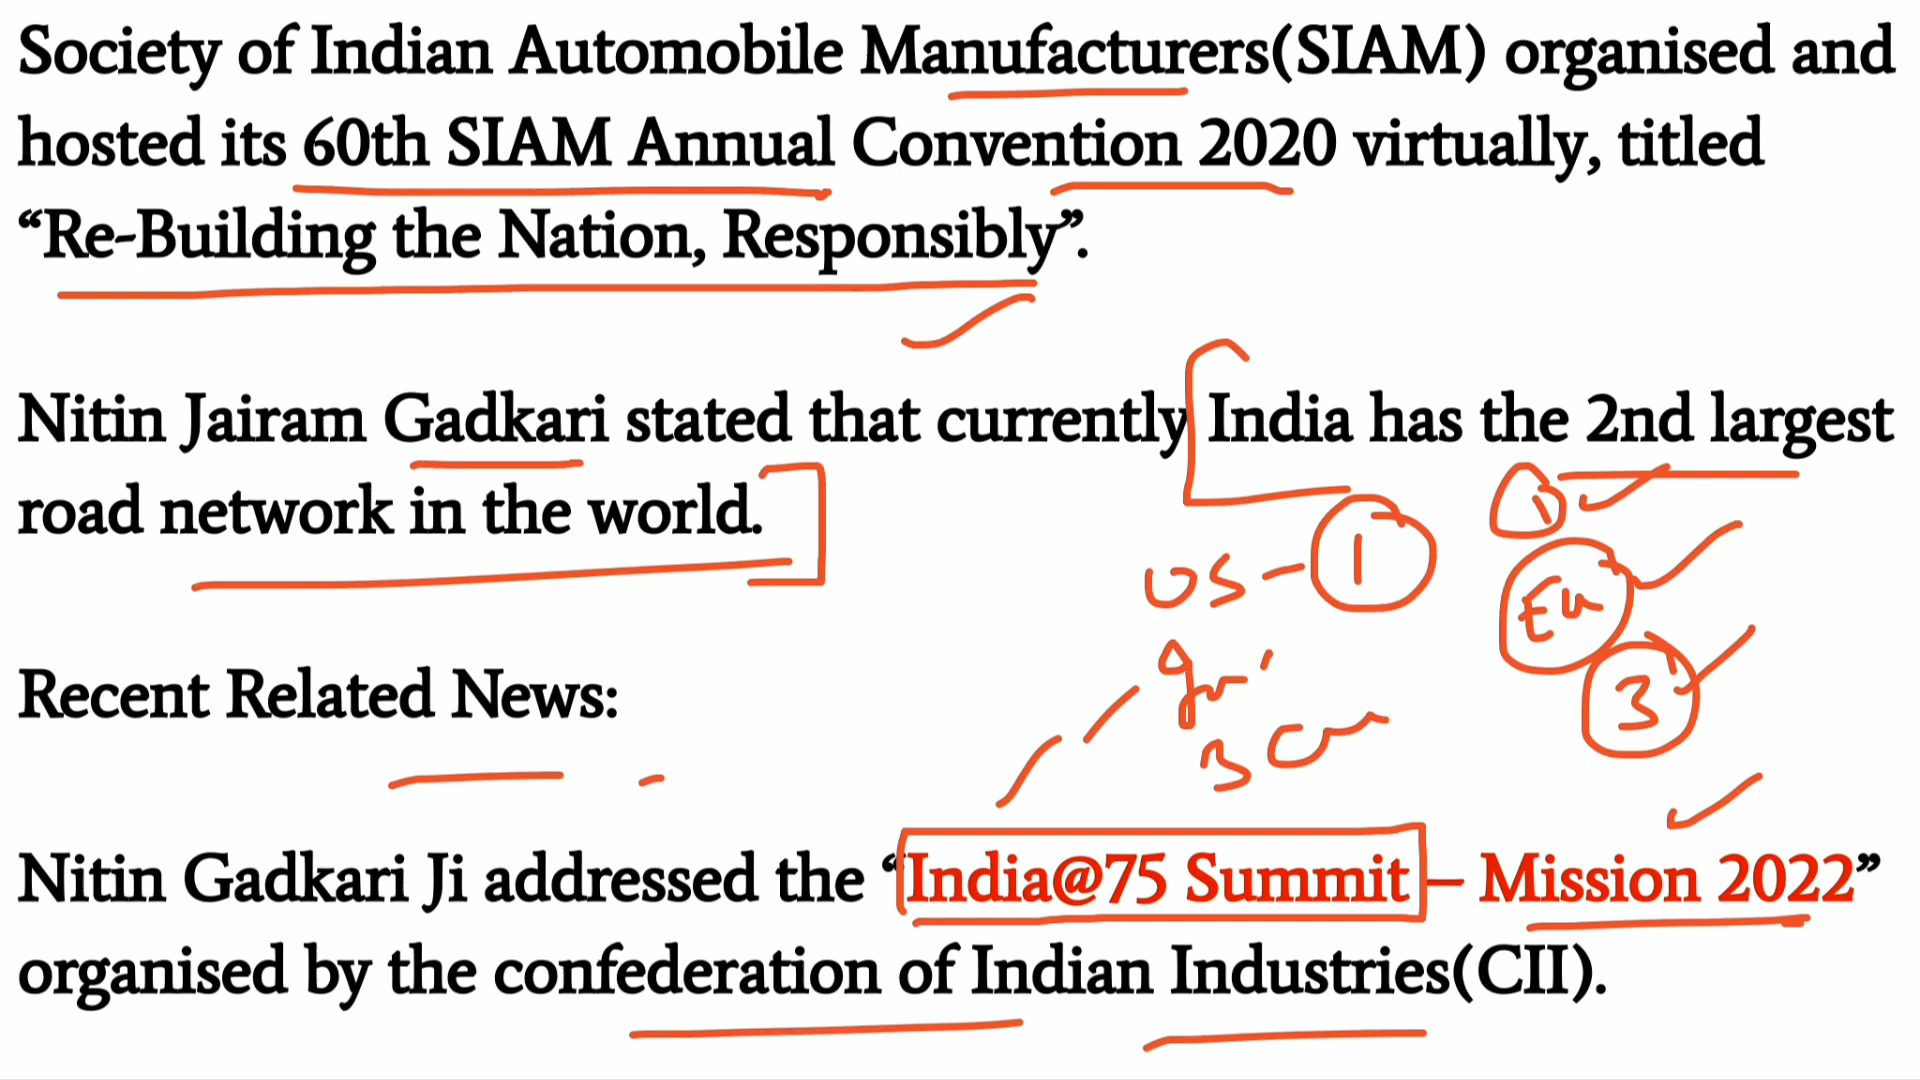 Society of Indian Automobile Manufacturers(SIAM) organised and
hosted its 60th SIAM Annual Convention 2020 virtually, titled
“Re-Building the Nation, Responsibly”.
Nitin Jairam Gadkari stated that currently India has the 2nd largest
road network in the world.
1
US - 1
Eu
3
3
Recent Related News:
Nitin Gadkari Ji addressed the “India@75 Summit – Mission 2022”
organised by the confederation of Indian Industries(CII).